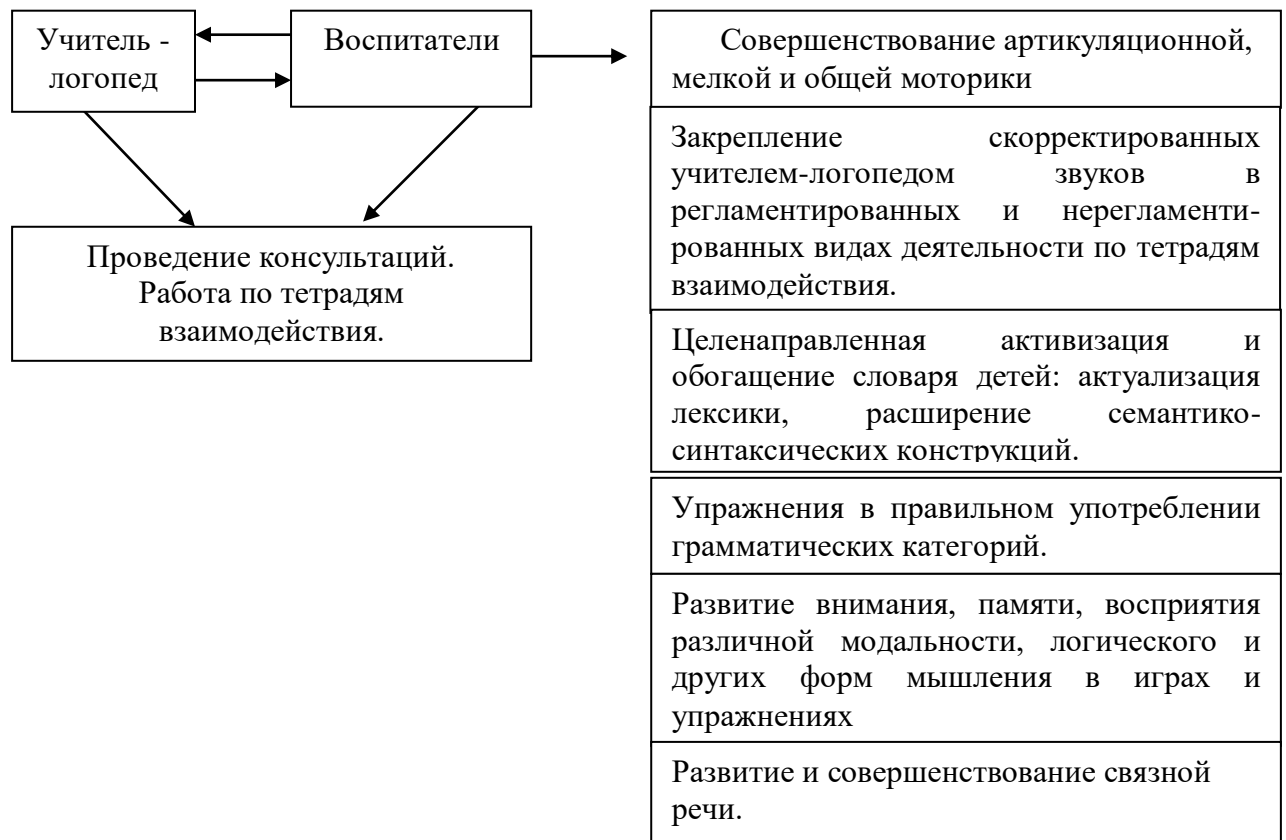 Учитель -
логопед
Воспитатели
Проведение консультаций.
Работа по тетрадям
взаимодействия.
Совершенствование артикуляционной,
мелкой и общей моторики
Закрепление скорректированных
учителем-логопедом звуков в
регламентированных и нерегламенти-
рованных видах деятельности по тетрадям
взаимодействия.
Целенаправленная активизация и
обогащение словаря детей: актуализация
лексики, расширение семантико-
синтаксических конструкций.
Упражнения в правильном употреблении
грамматических категорий.
Развитие внимания, памяти, восприятия
различной модальности, логического и
других форм мышления в играх и
упражнениях
Развитие и совершенствование связной
речи.